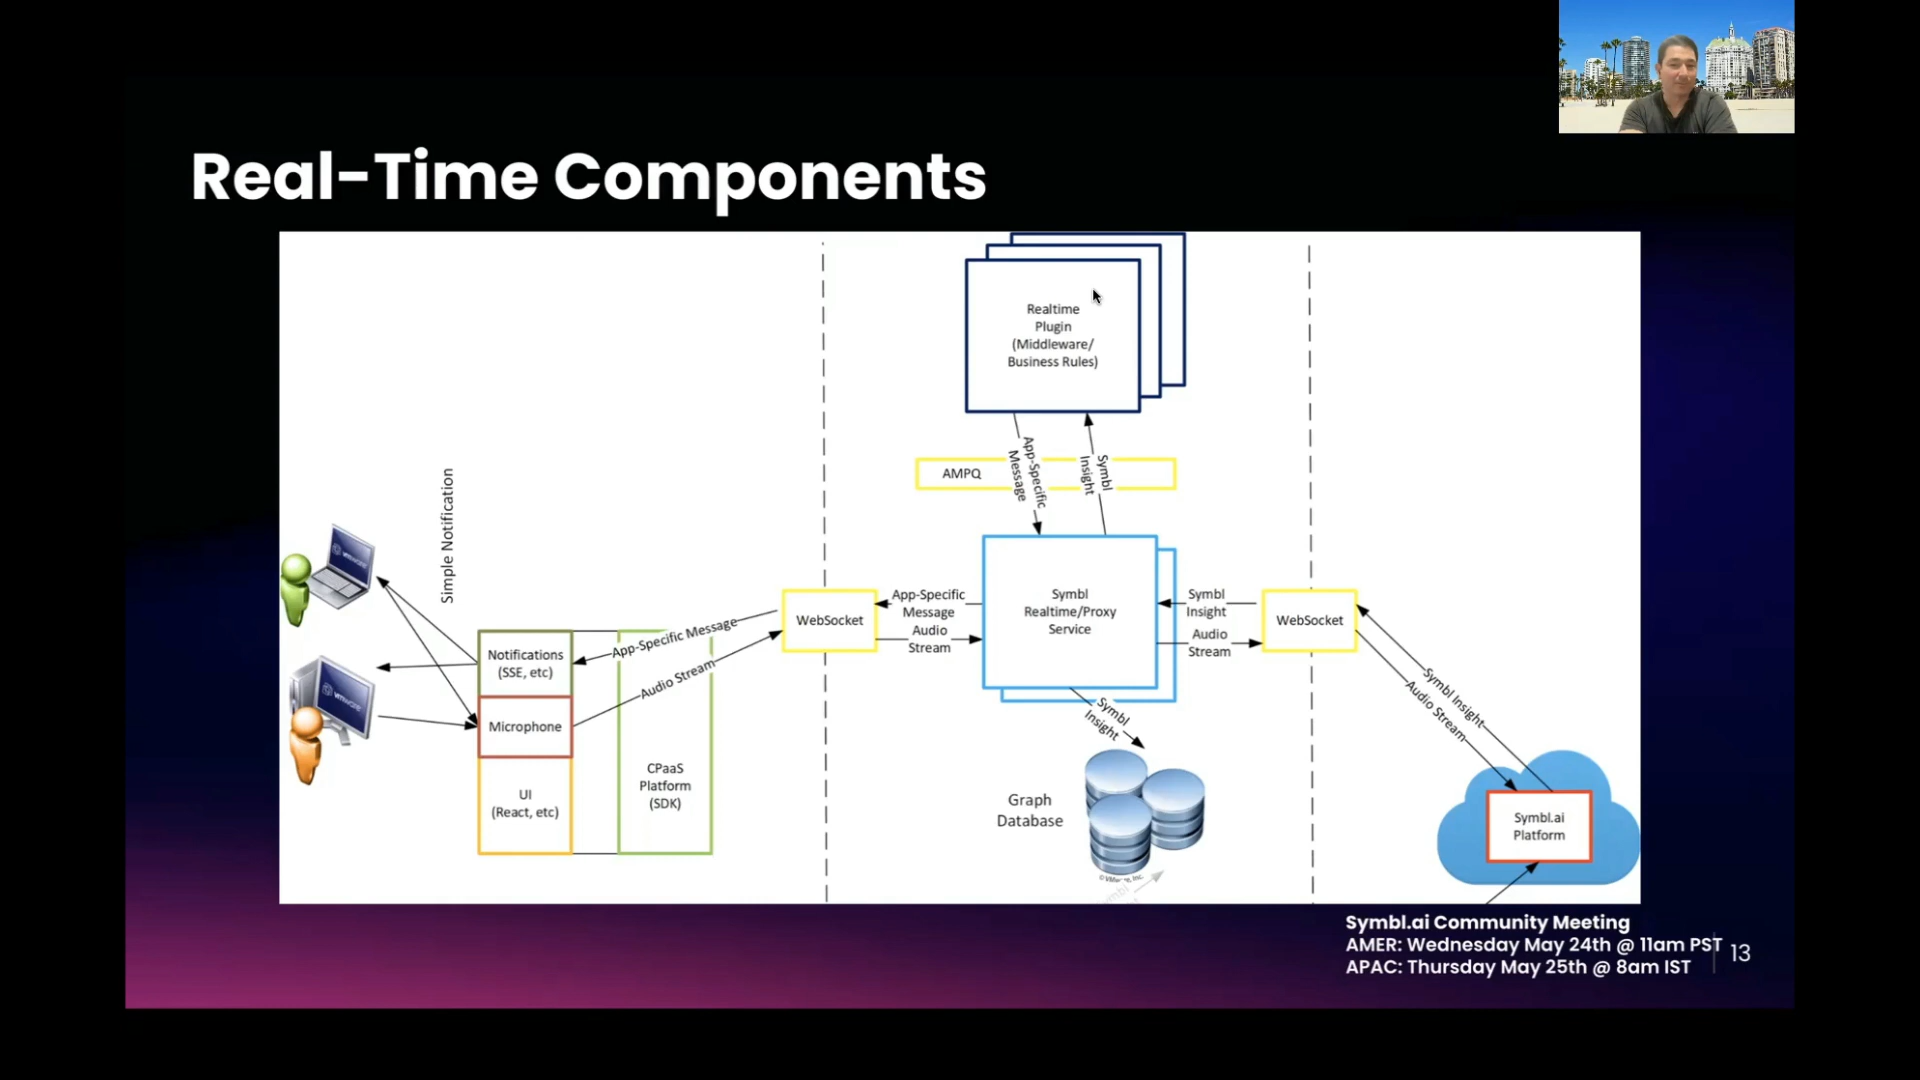 Real-Time Components
Realtime
Plugin
(Middleware/
Business Rules)
AMPQ
App-Specific
Message
Symbl
Insight
Simple Notification
vmware
vmware
Notifications
(SSE, etc)
Microphone
UI
(React, etc)
CPaaS
Platform
(SDK)
App-Specific Message
Audio Stream
WebSocket
App-Specific
Message
Audio
Stream
Symbl
Realtime/Proxy
Service
Symbl
Insight
Audio
Stream
WebSocket
Symbl Insight
Audio Stream
Symbl
Insight
Graph
Database
Symbl.ai
Platform
Symbl.ai Community Meeting
AMER: Wednesday May 24th @ 11am PST
APAC: Thursday May 25th @ 8am IST
13